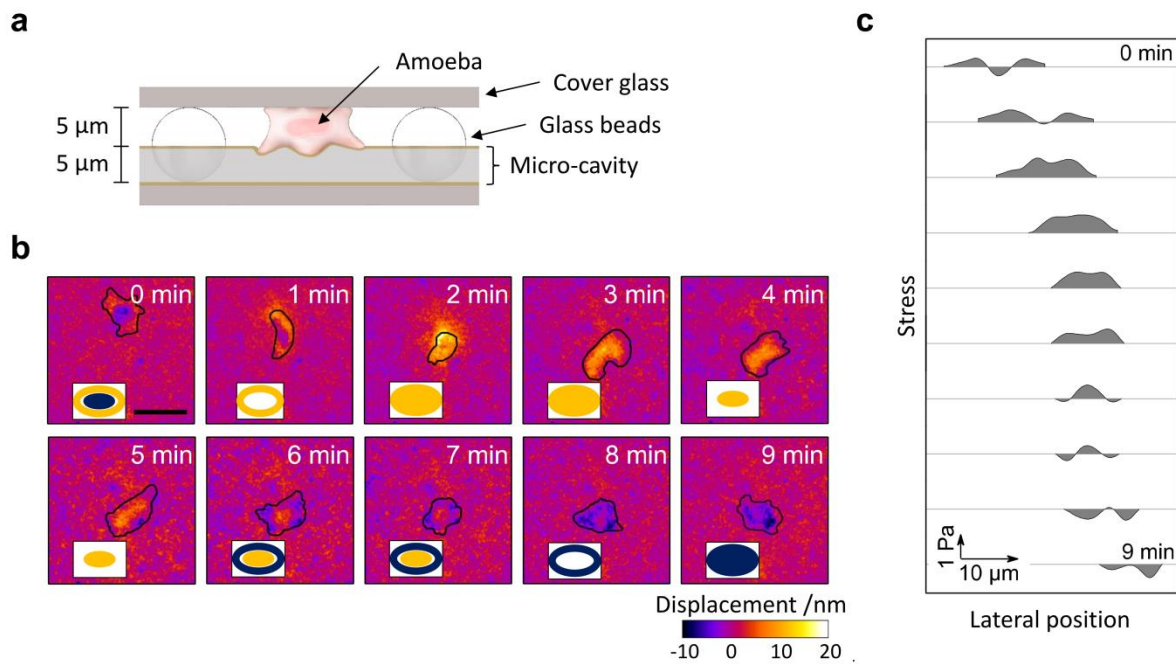 a
Amoeba
Cover glass
5 µm
Glass beads
5 µm
Micro-cavity
b
0 min
1 min
2 min
3 min
4 min
5 min
6 min
7 min
8 min
9 min
Displacement /nm
-10
0
10
20
c
0 min
Stress
1 Pa
10 µm
9 min
Lateral position